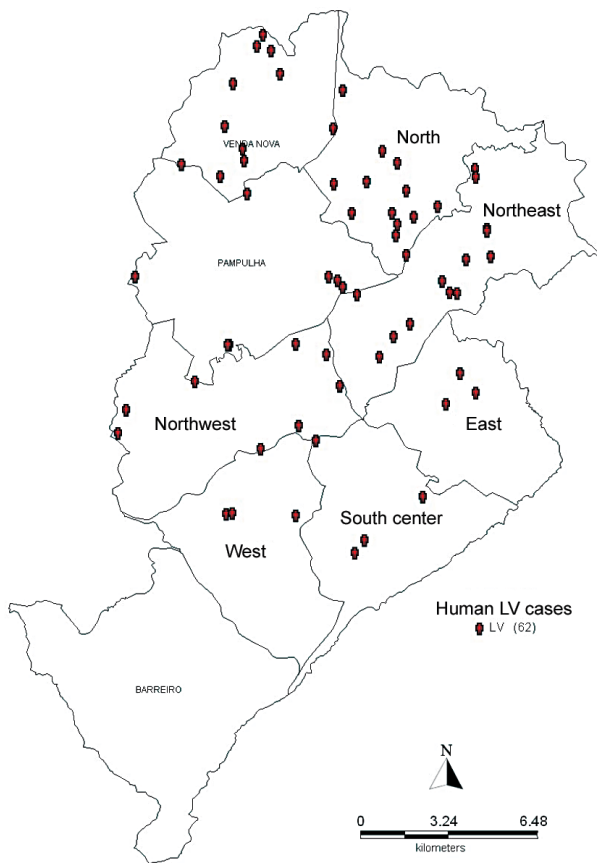 VENDA NOVA
North
Northeast
PAMPULHA
Northwest
East
South center
West
Human LV cases
LV (62)
BARREIRO
N
0 3.24 6.48
kilometers